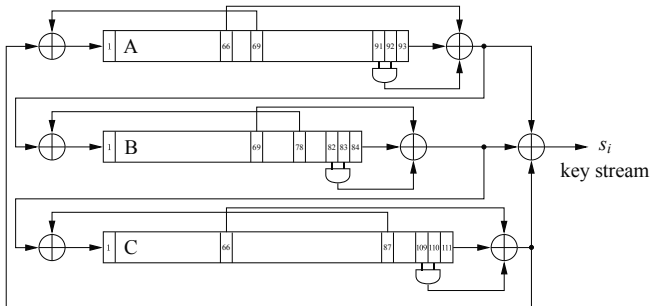 1 A 66 69 91 92 93
1 B 69 78 82 83 84
s_i
key stream
1 C 66 87 109 110 111